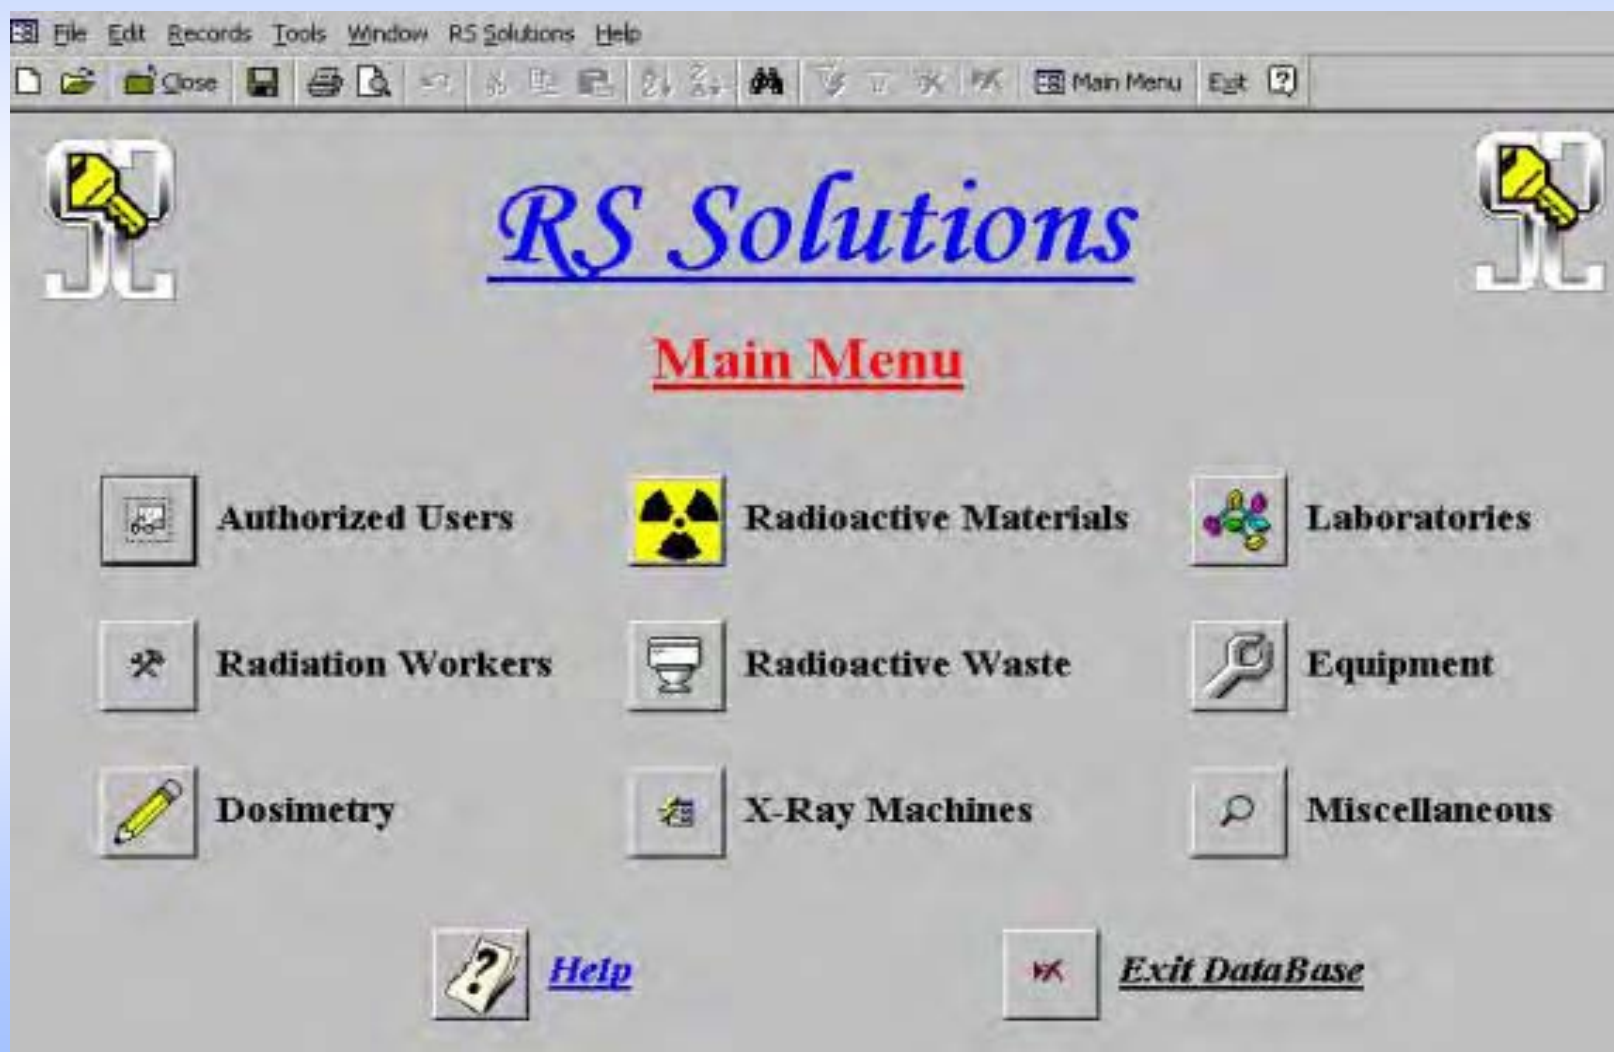 File Edit Records Tools Window RS Solutions Help
Close Main Menu Exit
RS Solutions
Main Menu
Authorized Users Radioactive Materials Laboratories
Radiation Workers Radioactive Waste Equipment
Dosimetry X-Ray Machines Miscellaneous
Help Exit DataBase